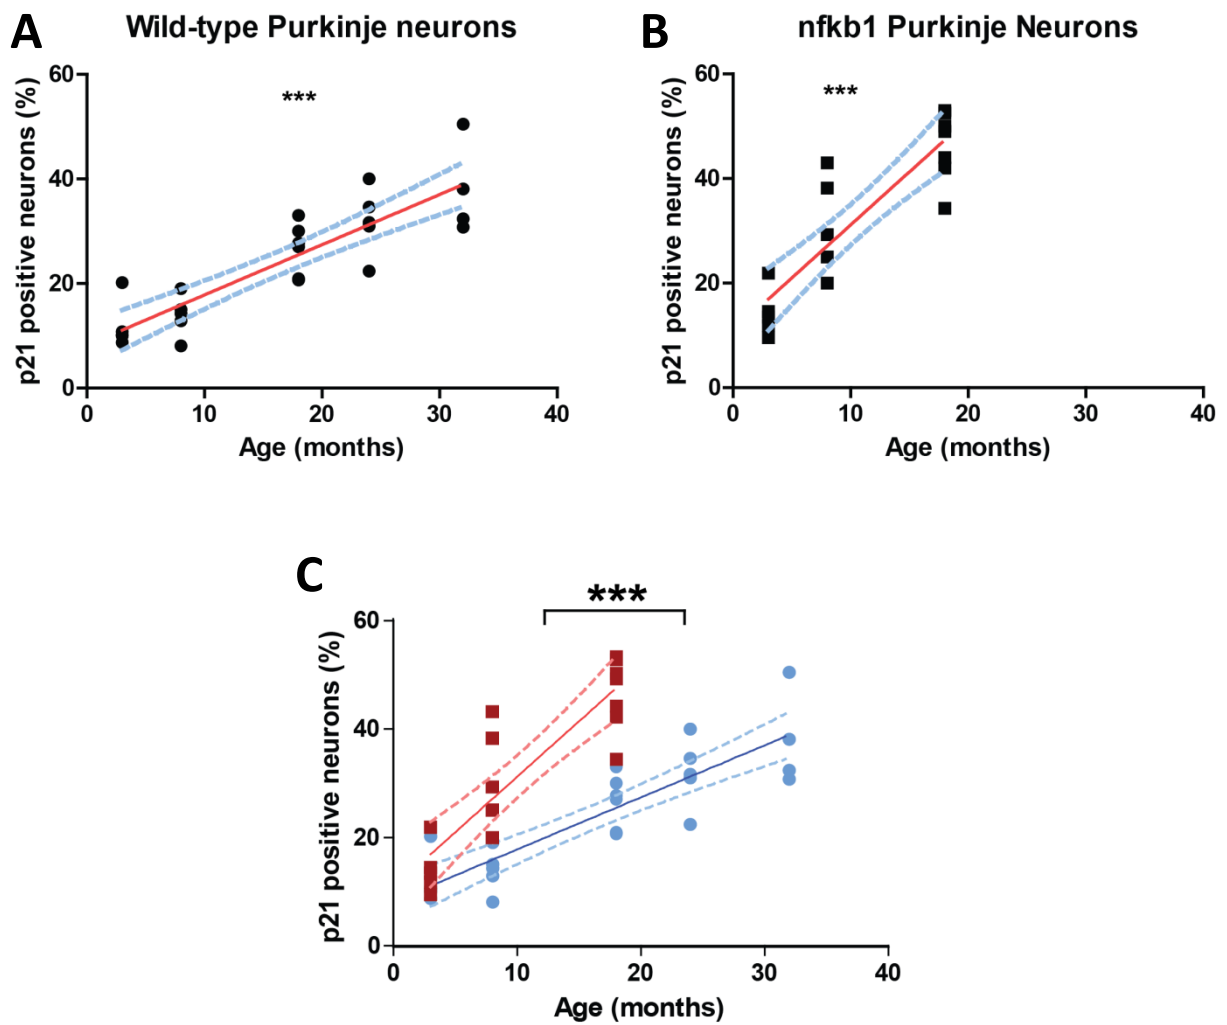 A
Wild-type Purkinje neurons
p21 positive neurons (%)
60
40
20
0
***
0 10 20 30 40
Age (months)
B
nfkb1 Purkinje Neurons
p21 positive neurons (%)
60
40
20
0
***
0 10 20 30 40
Age (months)
C
p21 positive neurons (%)
60
40
20
0
***
0 10 20 30 40
Age (months)